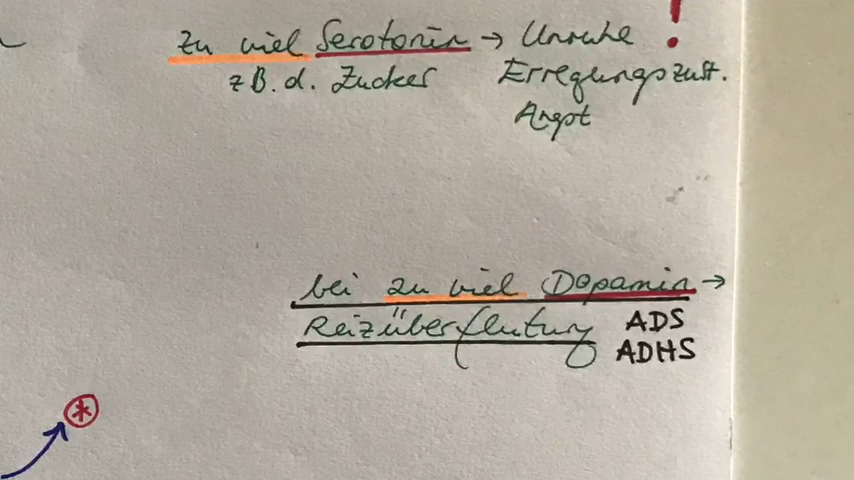 zu viel Serotonin → Unruhe !
z.B. d. Zucker Erregungszust.
Angst
bei zu viel Dopamin →
Reizüberflutung ADS
ADHS